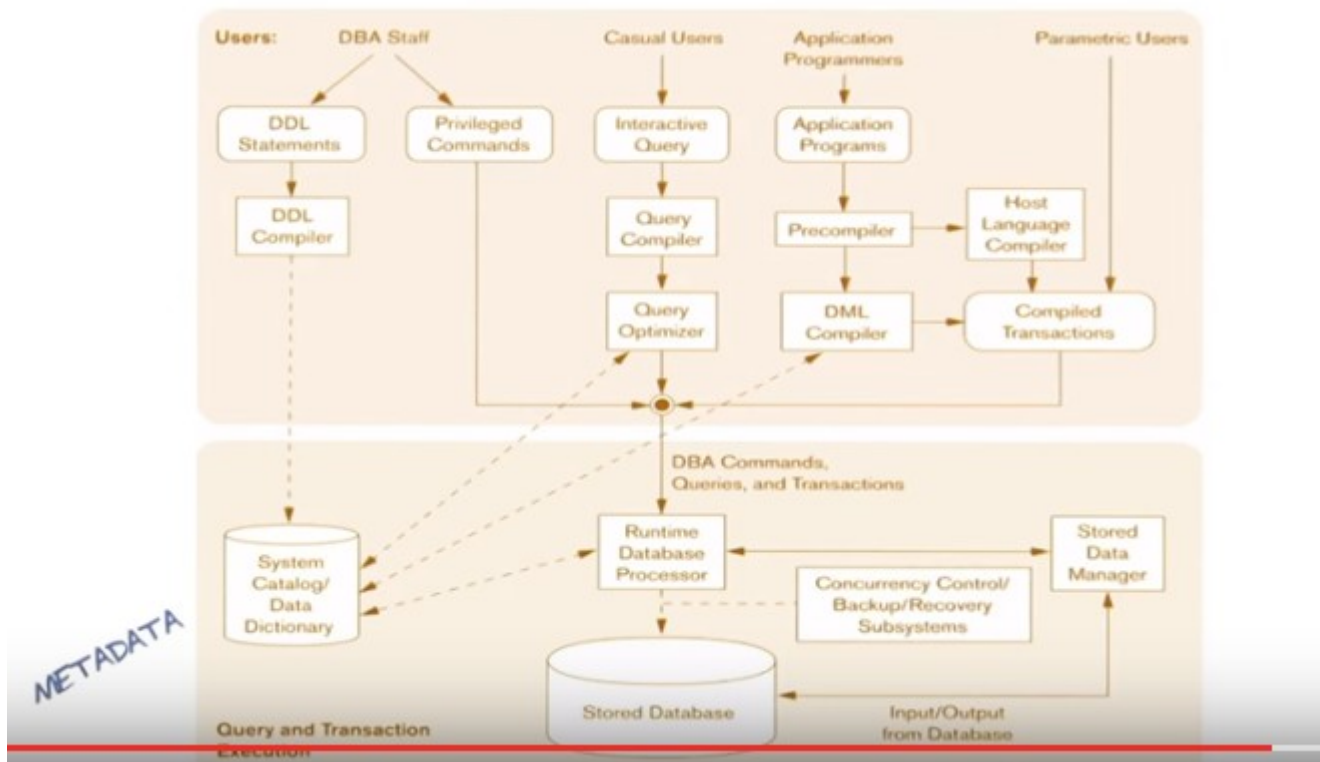 Users:
DBA Staff
Casual Users
Application
Programmers
Parametric Users
DDL
Statements
Privileged
Commands
Interactive
Query
Application
Programs
DDL
Compiler
Query
Compiler
Precompiler
Host
Language
Compiler
Query
Optimizer
DML
Compiler
Compiled
Transactions
DBA Commands,
Queries, and Transactions
System
Catalog/
Data
Dictionary
Runtime
Database
Processor
Stored
Data
Manager
Concurrency Control/
Backup/Recovery
Subsystems
METADATA
Stored Database
Input/Output
from Database
Query and Transaction
Execution